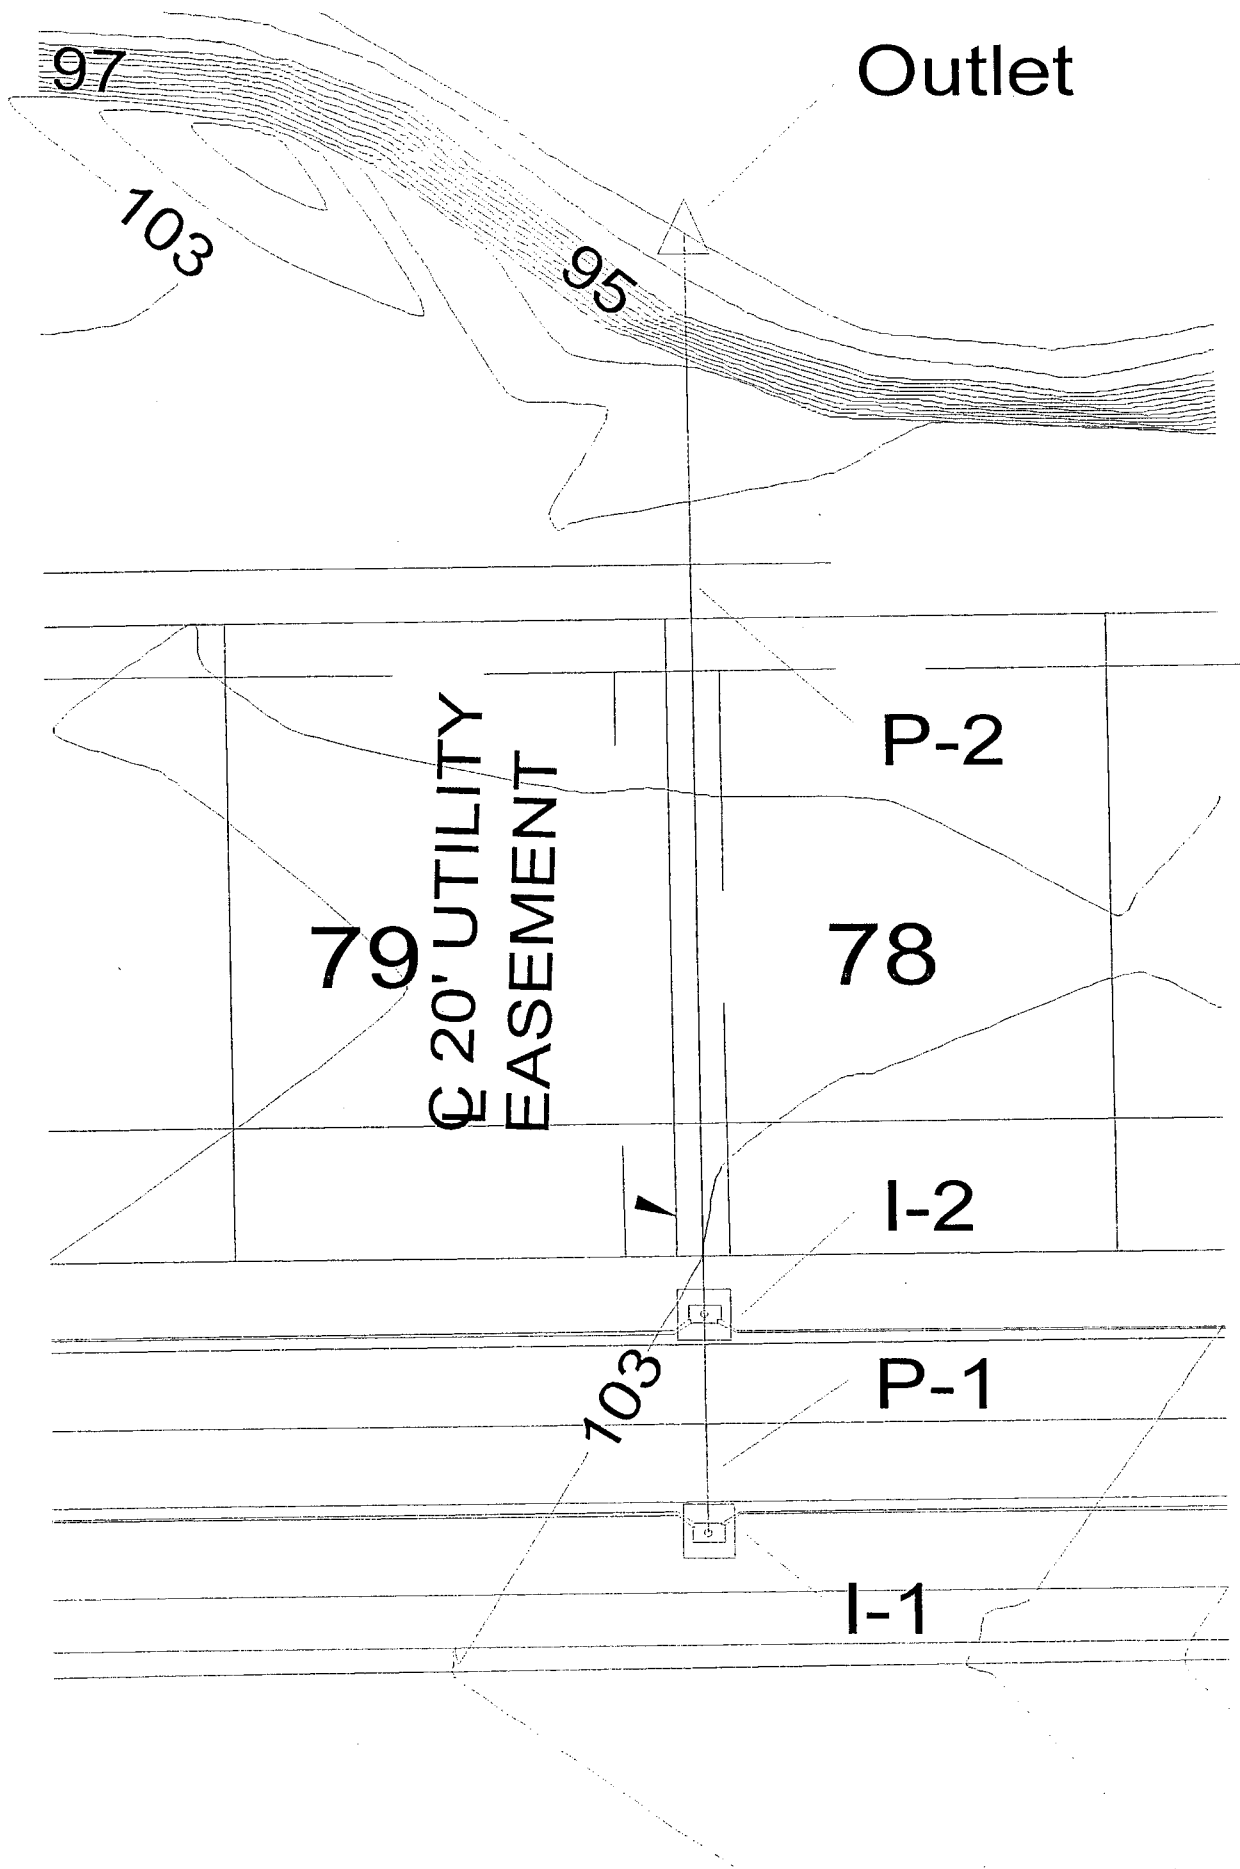 Outlet
97
103
95
P-2
℄ 20' UTILITY
EASEMENT
79
78
I-2
103
P-1
I-1